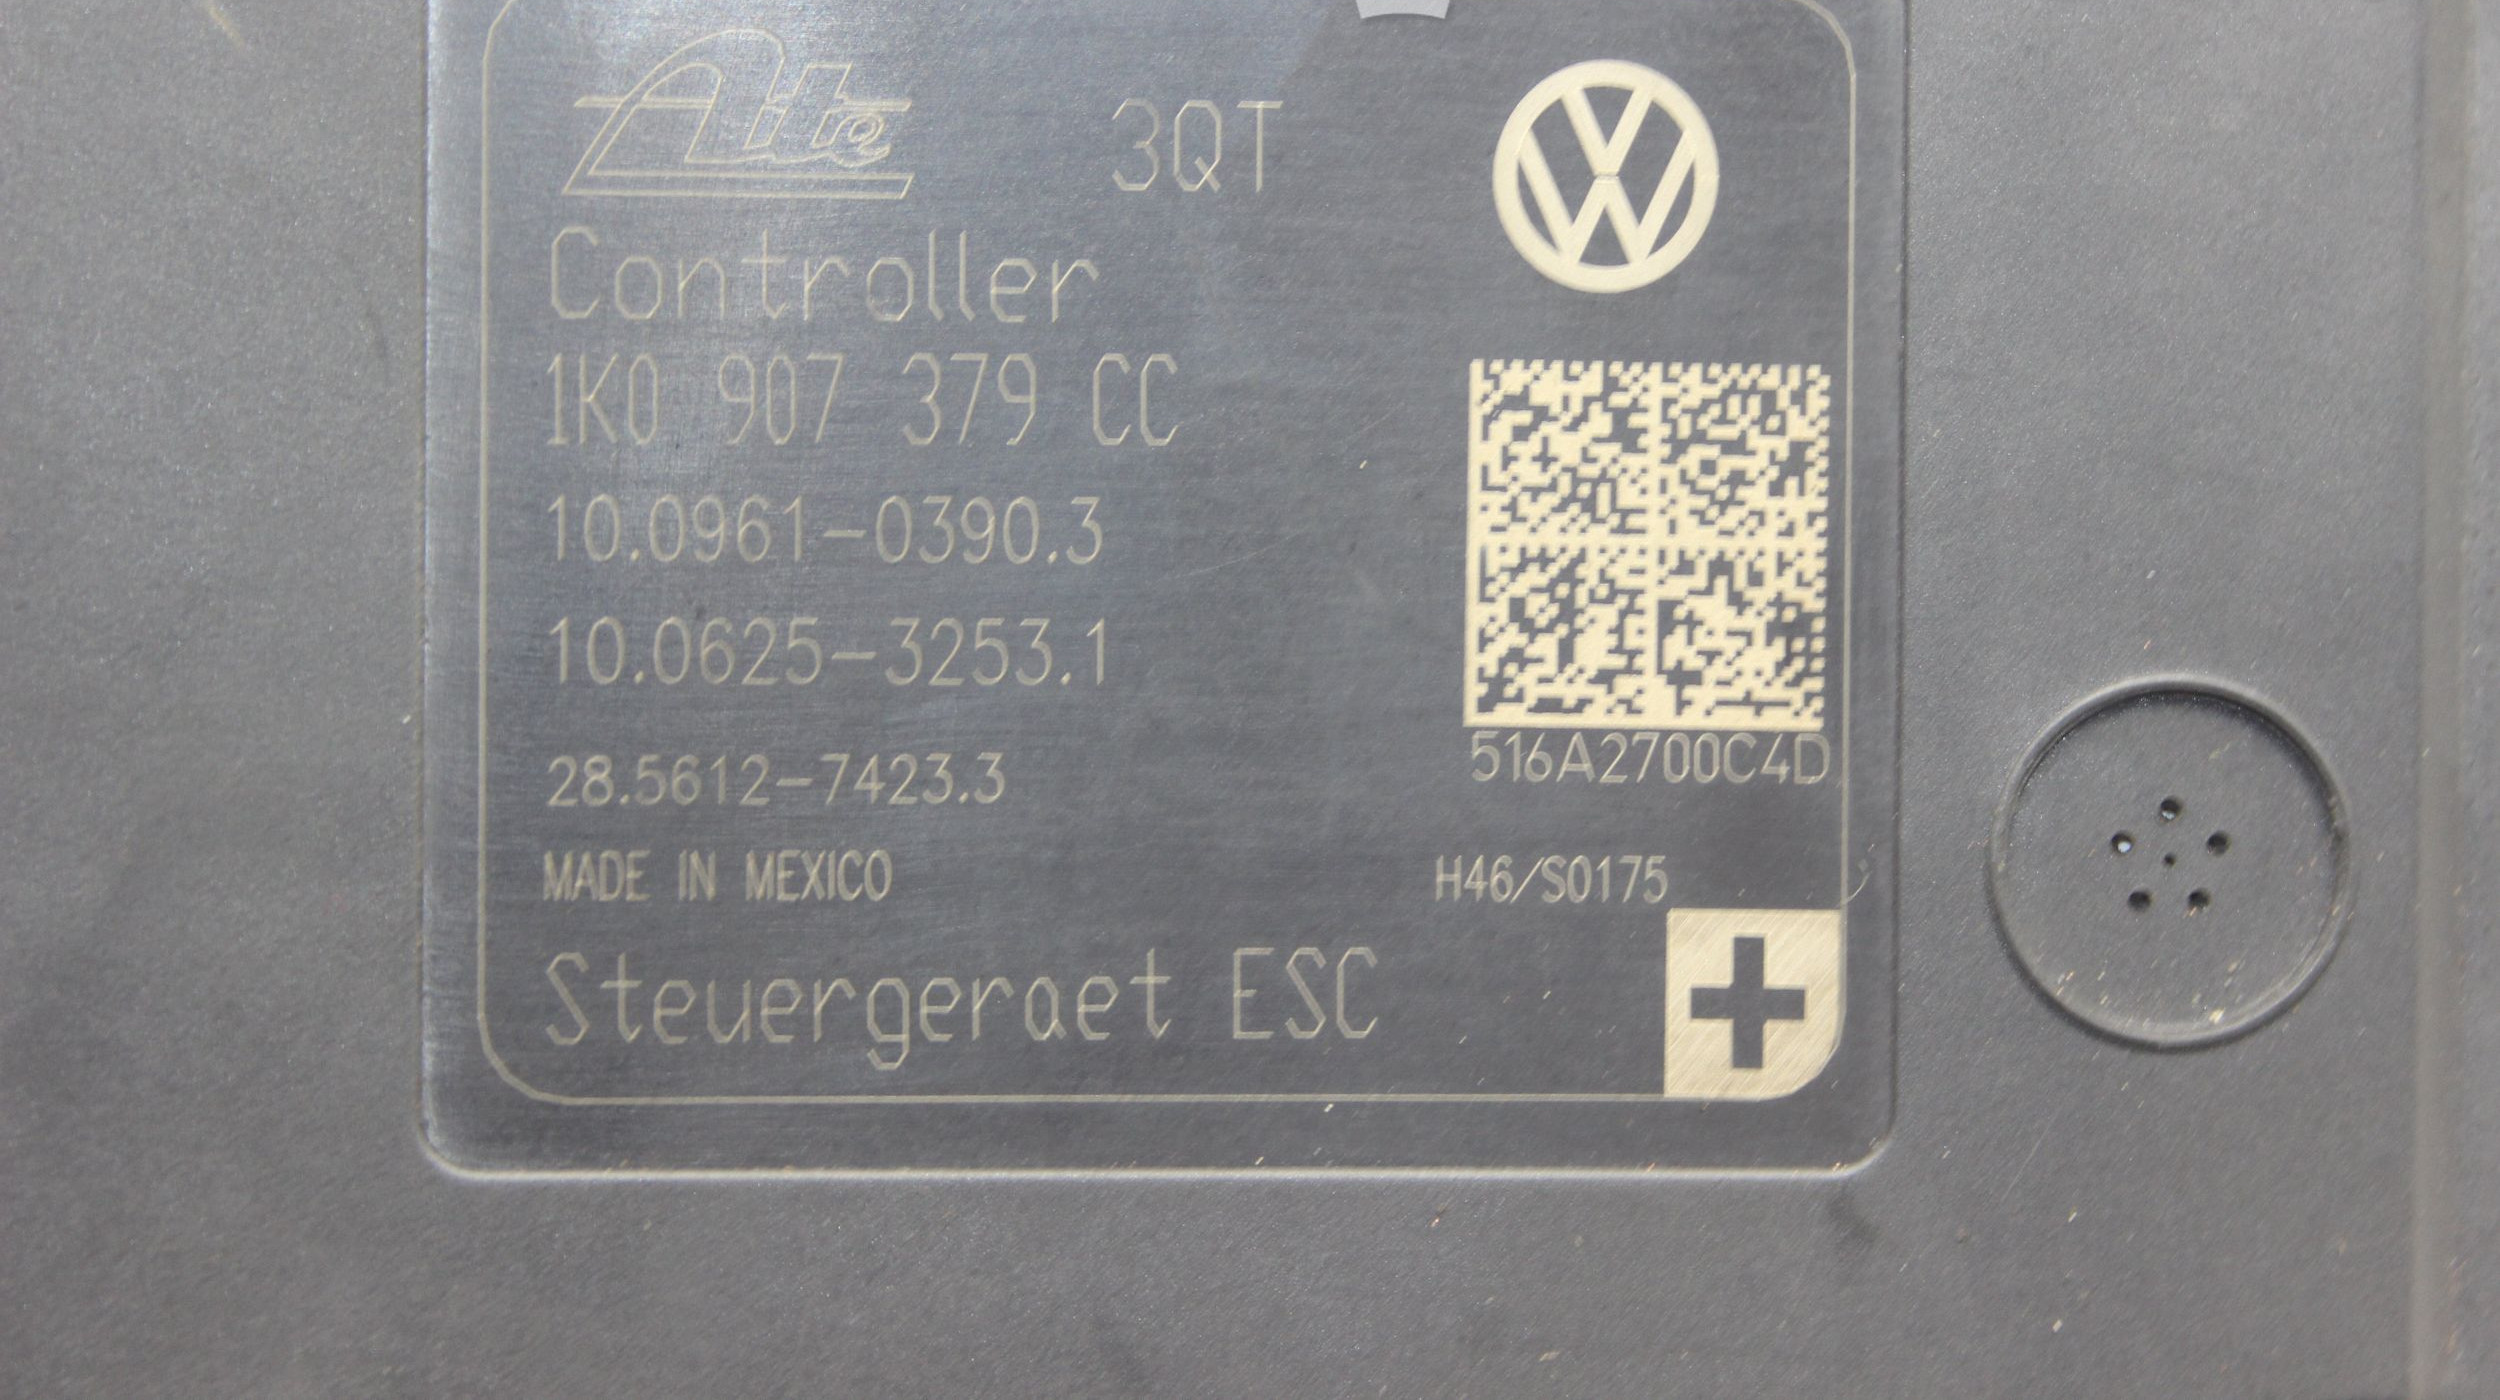 Ate 3QT
Controller
1K0 907 379 CC
10.0961-0390.3
10.0625-3253.1
516A2700C4D
28.5612-7423.3
MADE IN MEXICO H46/S0175
Steuergeraet ESC